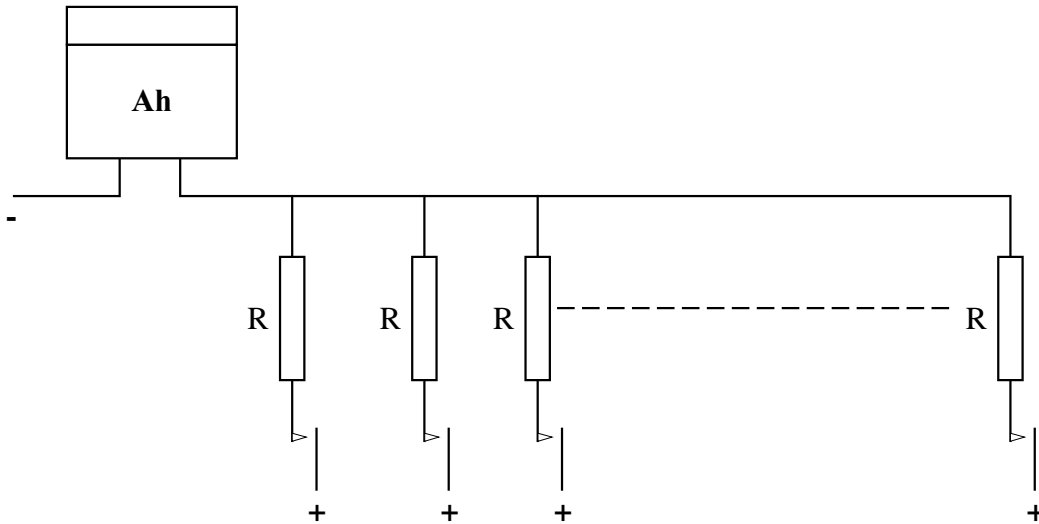 Ah
-
R R R R
+ + + +